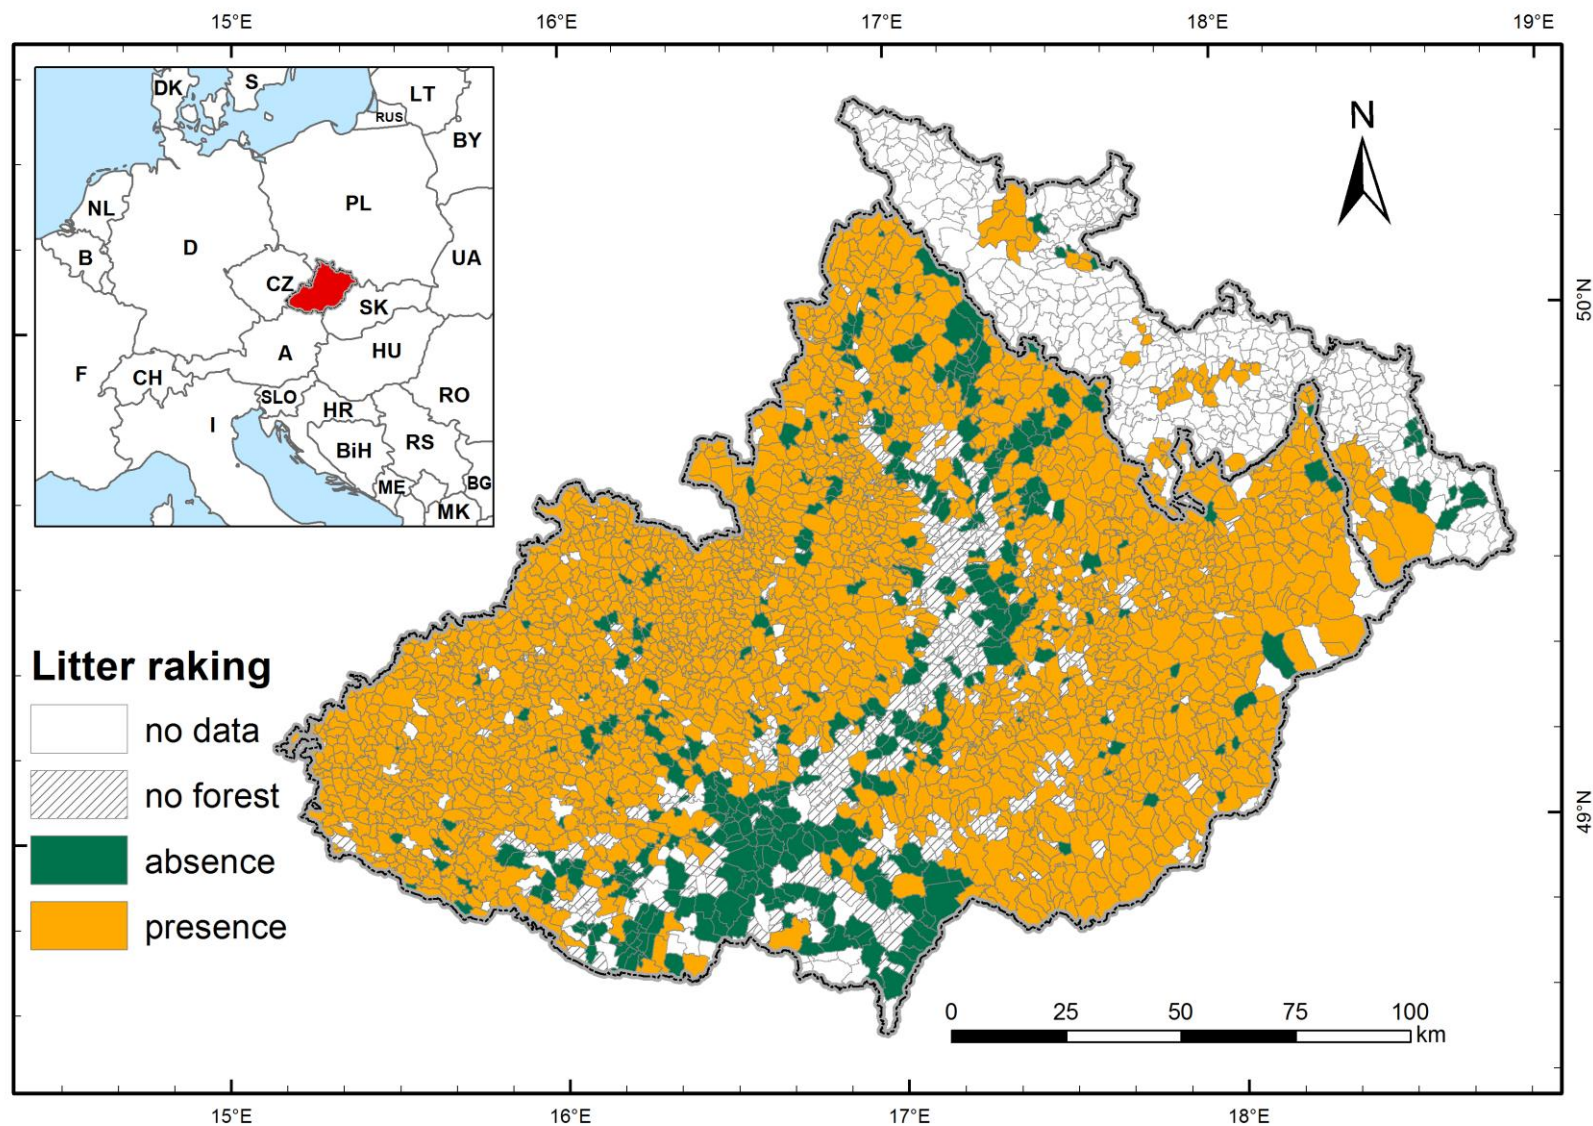 15°E 16°E 17°E 18°E 19°E
DK S LT
RUS
BY
NL PL
B D UA
CZ
SK
A HU
F CH
SLO RO
I HR
BiH RS
ME BG
MK
N
50°N
49°N
Litter raking
no data
no forest
absence
presence
0 25 50 75 100
km
15°E 16°E 17°E 18°E